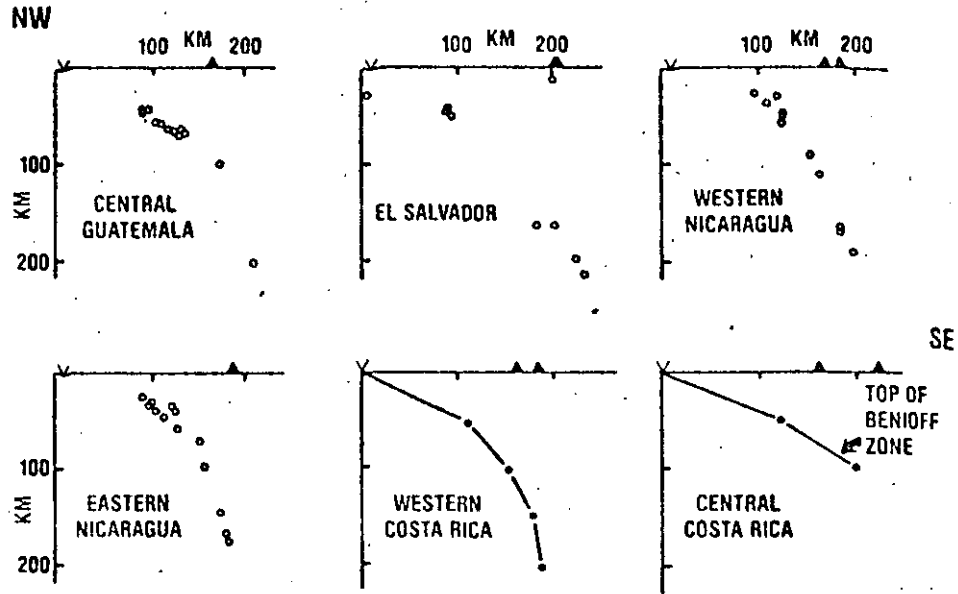 NW
100 KM 200
100 KM 200
100 KM 200
100
KM
200
CENTRAL
GUATEMALA
EL SALVADOR
WESTERN
NICARAGUA
SE
100
KM
200
EASTERN
NICARAGUA
WESTERN
COSTA RICA
CENTRAL
COSTA RICA
TOP OF
BENIOFF
ZONE